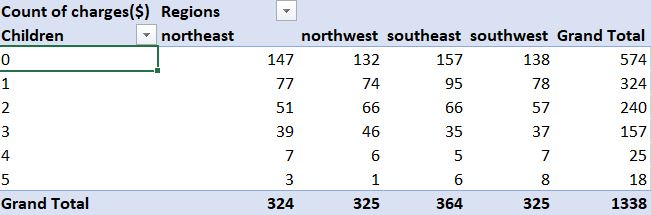 Count of charges($) Regions
Children northeast northwest southeast southwest Grand Total
0 147 132 157 138 574
1 77 74 95 78 324
2 51 66 66 57 240
3 39 46 35 37 157
4 7 6 5 7 25
5 3 1 6 8 18
Grand Total 324 325 364 325 1338